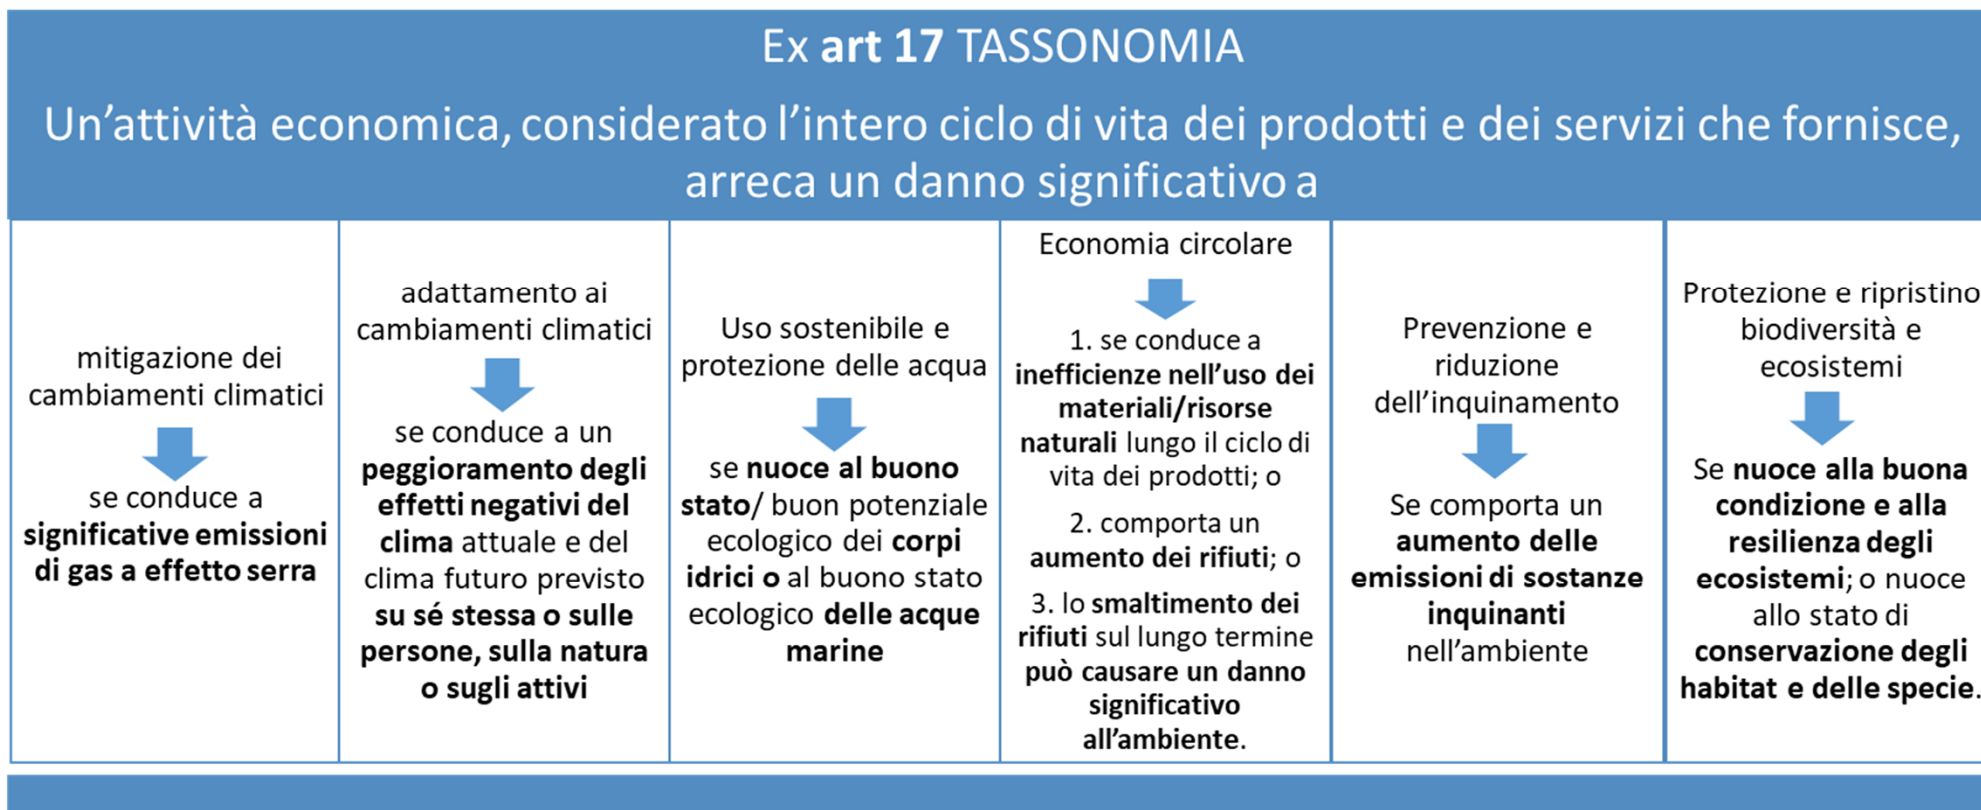 Ex art 17 TASSONOMIA
Un'attività economica, considerato l'intero ciclo di vita dei prodotti e dei servizi che fornisce,
arreca un danno significativo a
mitigazione dei
cambiamenti climatici
se conduce a
significative emissioni
di gas a effetto serra
adattamento ai
cambiamenti climatici
se conduce a un
peggioramento degli
effetti negativi del
clima attuale e del
clima futuro previsto
su sé stessa o sulle
persone, sulla natura
o sugli attivi
Uso sostenibile e
protezione delle acqua
se nuoce al buono
stato/ buon potenziale
ecologico dei corpi
idrici o al buono stato
ecologico delle acque
marine
Economia circolare
1. se conduce a
inefficienze nell'uso dei
materiali/risorse
naturali lungo il ciclo di
vita dei prodotti; o
2. comporta un
aumento dei rifiuti; o
3. lo smaltimento dei
rifiuti sul lungo termine
può causare un danno
significativo
all'ambiente.
Prevenzione e
riduzione
dell'inquinamento
Se comporta un
aumento delle
emissioni di sostanze
inquinanti
nell'ambiente
Protezione e ripristino
biodiversità e
ecosistemi
Se nuoce alla buona
condizione e alla
resilienza degli
ecosistemi; o nuoce
allo stato di
conservazione degli
habitat e delle specie.